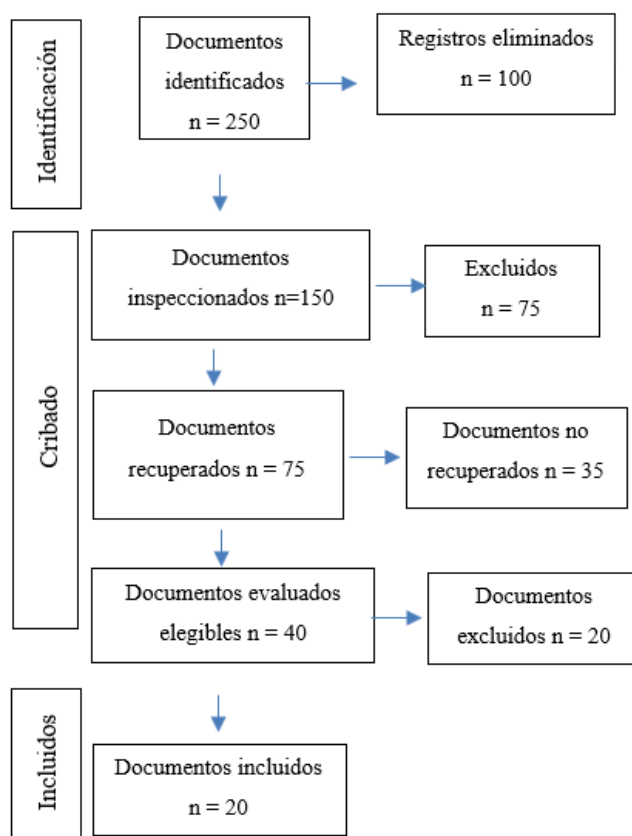 Identificación
Documentos
identificados
n = 250
Registros eliminados
n = 100
Cribado
Documentos
inspeccionados n=150
Excluidos
n = 75
Documentos
recuperados n = 75
Documentos no
recuperados n = 35
Documentos evaluados
elegibles n = 40
Documentos
excluidos n = 20
Incluidos
Documentos incluidos
n = 20